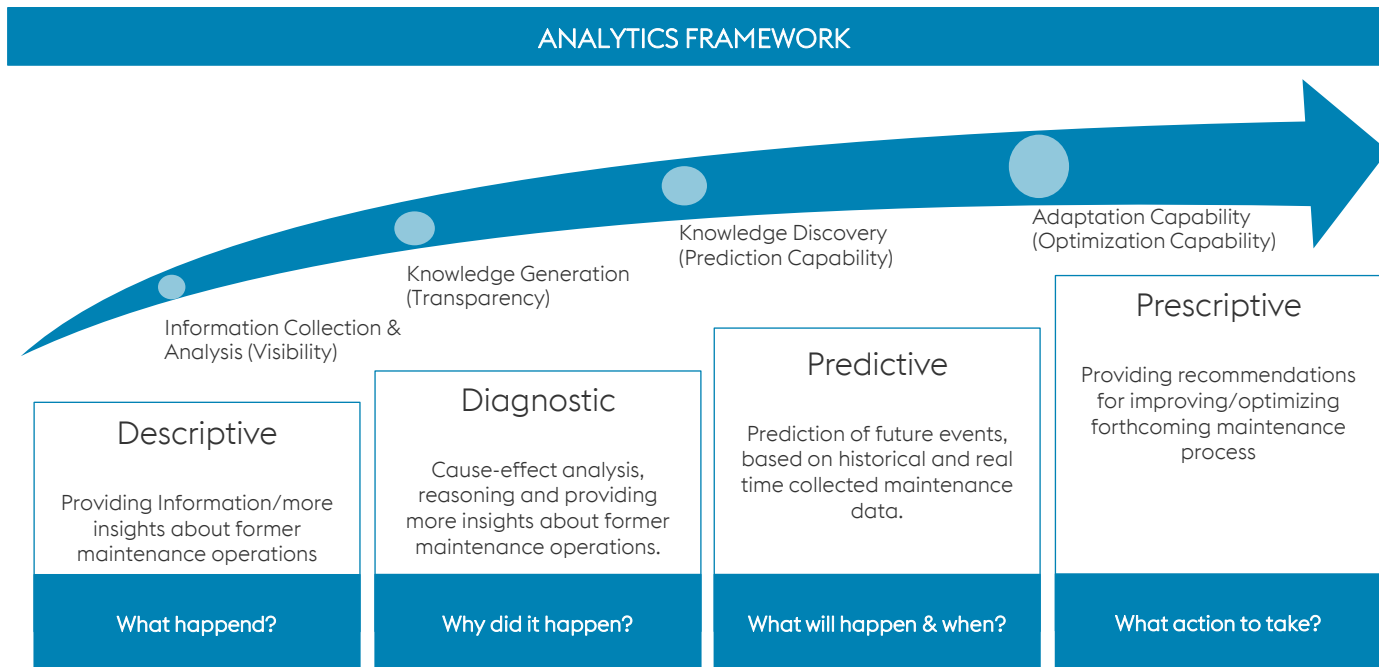 ANALYTICS FRAMEWORK
Information Collection &
Analysis (Visibility)
Knowledge Generation
(Transparency)
Knowledge Discovery
(Prediction Capability)
Adaptation Capability
(Optimization Capability)
Descriptive
Providing Information/more
insights about former
maintenance operations
What happend?
Diagnostic
Cause-effect analysis,
reasoning and providing
more insights about former
maintenance operations.
Why did it happen?
Predictive
Prediction of future events,
based on historical and real
time collected maintenance
data.
What will happen & when?
Prescriptive
Providing recommendations
for improving/optimizing
forthcoming maintenance
process
What action to take?